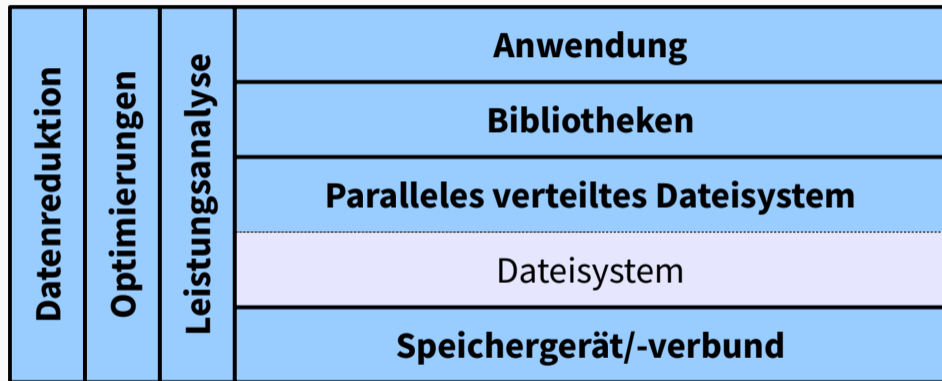 Datenreduktion
Optimierungen
Leistungsanalyse
Anwendung
Bibliotheken
Paralleles verteiltes Dateisystem
Dateisystem
Speichergerät/-verbund